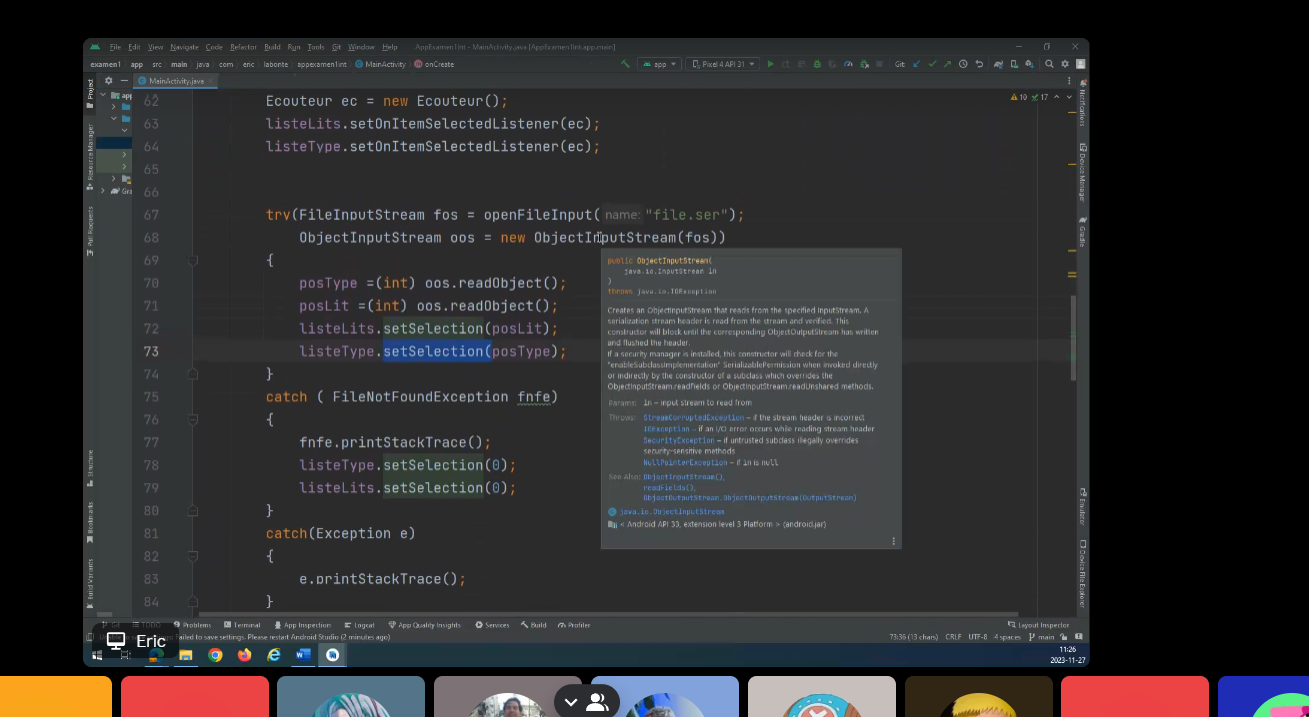 File Edit View Navigate Code Refactor Build Run Tools Git Window Help AppExamen1Int - MainActivity.java [AppExamen1Int.app.main]
examen1 app src main java com eric labonte appexamen1int MainActivity onCreate app Pixel 4 API 31 Git:
MainActivity.java
Project
Resource Manager
Pull Requests
Structure
Bookmarks
Build Variants
app
Gra
10 17
62 Ecouteur ec = new Ecouteur();
63 listeLits.setOnItemSelectedListener(ec);
64 listeType.setOnItemSelectedListener(ec);
65
66
67 try(FileInputStream fos = openFileInput( name: "file.ser");
68 ObjectInputStream oos = new ObjectInputStream(fos))
69 {
70 posType =(int) oos.readObject();
71 posLit =(int) oos.readObject();
72 listeLits.setSelection(posLit);
73 listeType.setSelection(posType);
74 }
75 catch ( FileNotFoundException fnfe)
76 {
77 fnfe.printStackTrace();
78 listeType.setSelection(0);
79 listeLits.setSelection(0);
80 }
81 catch(Exception e)
82 {
83 e.printStackTrace();
84 }
public ObjectInputStream(
java.io.InputStream in
)
throws java.io.IOException
Creates an ObjectInputStream that reads from the specified InputStream. A
serialization stream header is read from the stream and verified. This
constructor will block until the corresponding ObjectOutputStream has written
and flushed the header.
If a security manager is installed, this constructor will check for the
"enableSubclassImplementation" SerializablePermission when invoked directly
or indirectly by the constructor of a subclass which overrides the
ObjectInputStream.readFields or ObjectInputStream.readUnshared methods.
Params: in – input stream to read from
Throws: StreamCorruptedException – if the stream header is incorrect
IOException – if an I/O error occurs while reading stream header
SecurityException – if untrusted subclass illegally overrides
security-sensitive methods
NullPointerException – if in is null
See Also: ObjectInputStream(),
readFields(),
ObjectOutputStream.ObjectOutputStream(OutputStream)
java.io.ObjectInputStream
< Android API 33, extension level 3 Platform > (android.jar)
Notifications
Device Manager
Gradle
Emulator
Device File Explorer
Git TODO Problems Terminal App Inspection Logcat App Quality Insights Services Build Profiler Layout Inspector
Failed to save settings. Please restart Android Studio (2 minutes ago) 73:36 (13 chars) CRLF UTF-8 4 spaces main
Eric
11:26
2023-11-27